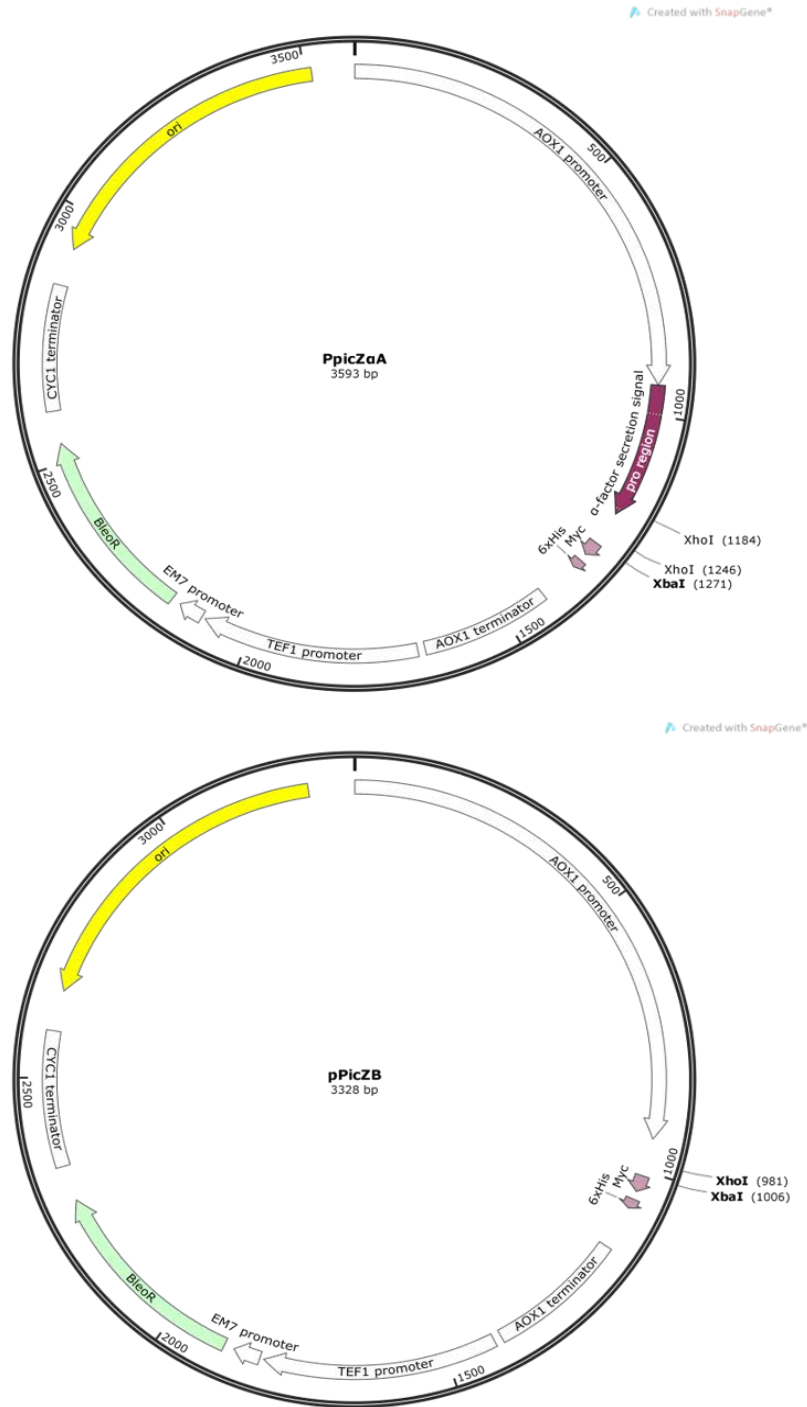 Created with SnapGene®
3500
ori
AOX1 promoter
500
3000
PpicZαA
3593 bp
CYC1 terminator
α-factor secretion signal
pro region
1000
XhoI (1184)
XhoI (1246)
XbaI (1271)
Myc
6xHis
2500
BleoR
EM7 promoter
AOX1 terminator
1500
TEF1 promoter
2000
Created with SnapGene®
3000
ori
AOX1 promoter
500
pPicZB
3328 bp
CYC1 terminator
2500
1000
XhoI (981)
XbaI (1006)
Myc
6xHis
BleoR
EM7 promoter
AOX1 terminator
2000
TEF1 promoter
1500